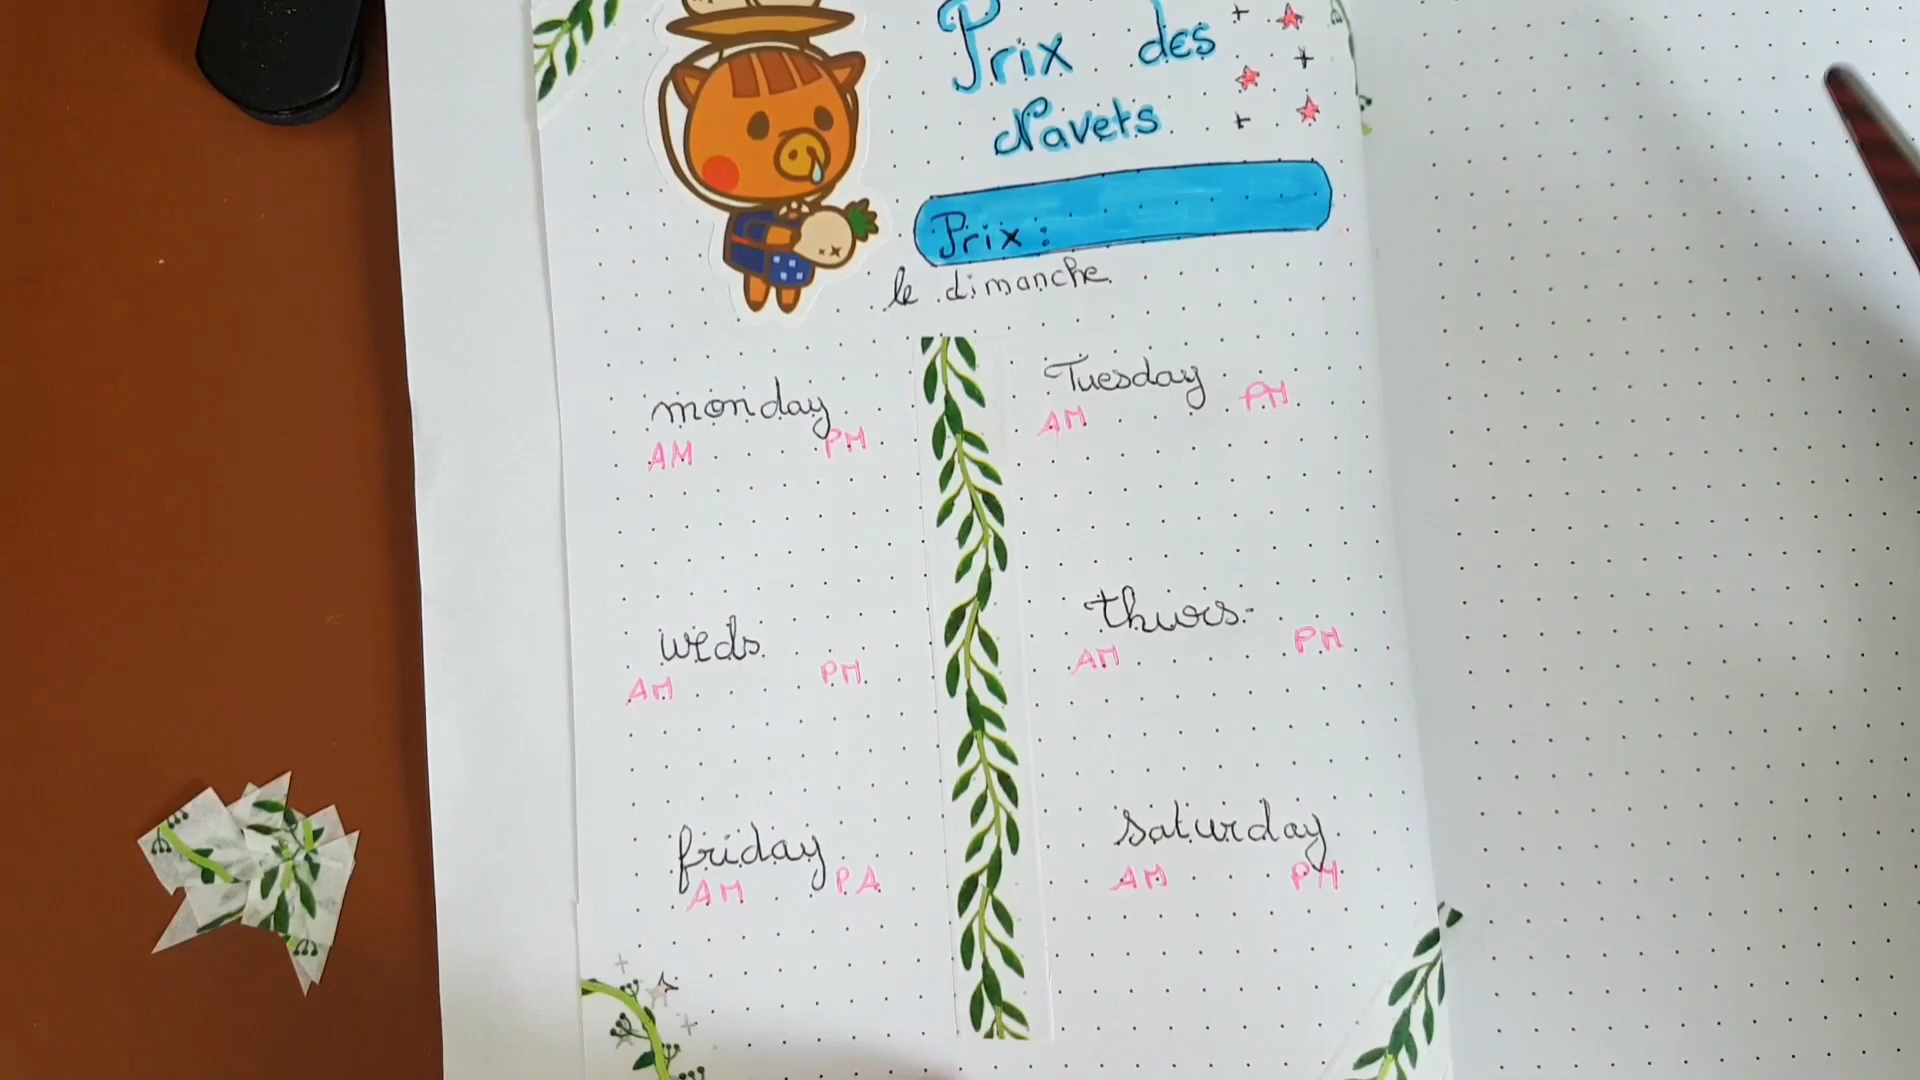 Prix des
Navets
Prix :
le dimanche
monday
AM PM
Tuesday
AM PM
weds
AM PM
thurs.
AM PM
friday
AM PA
saturday
AM PM